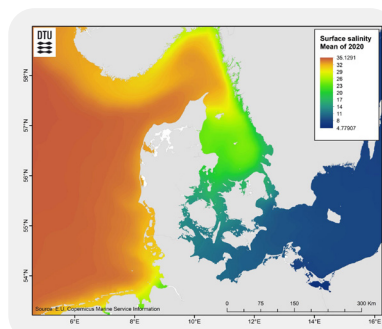 DTU
Surface salinity
Mean of 2020
35.1291
32
29
26
23
20
17
14
11
8
4.77907
58°N
57°N
56°N
55°N
54°N
Source: E.U. Copernicus Marine Service Information
0 75 150 300 Km
6°E 8°E 10°E 12°E 14°E 16°E